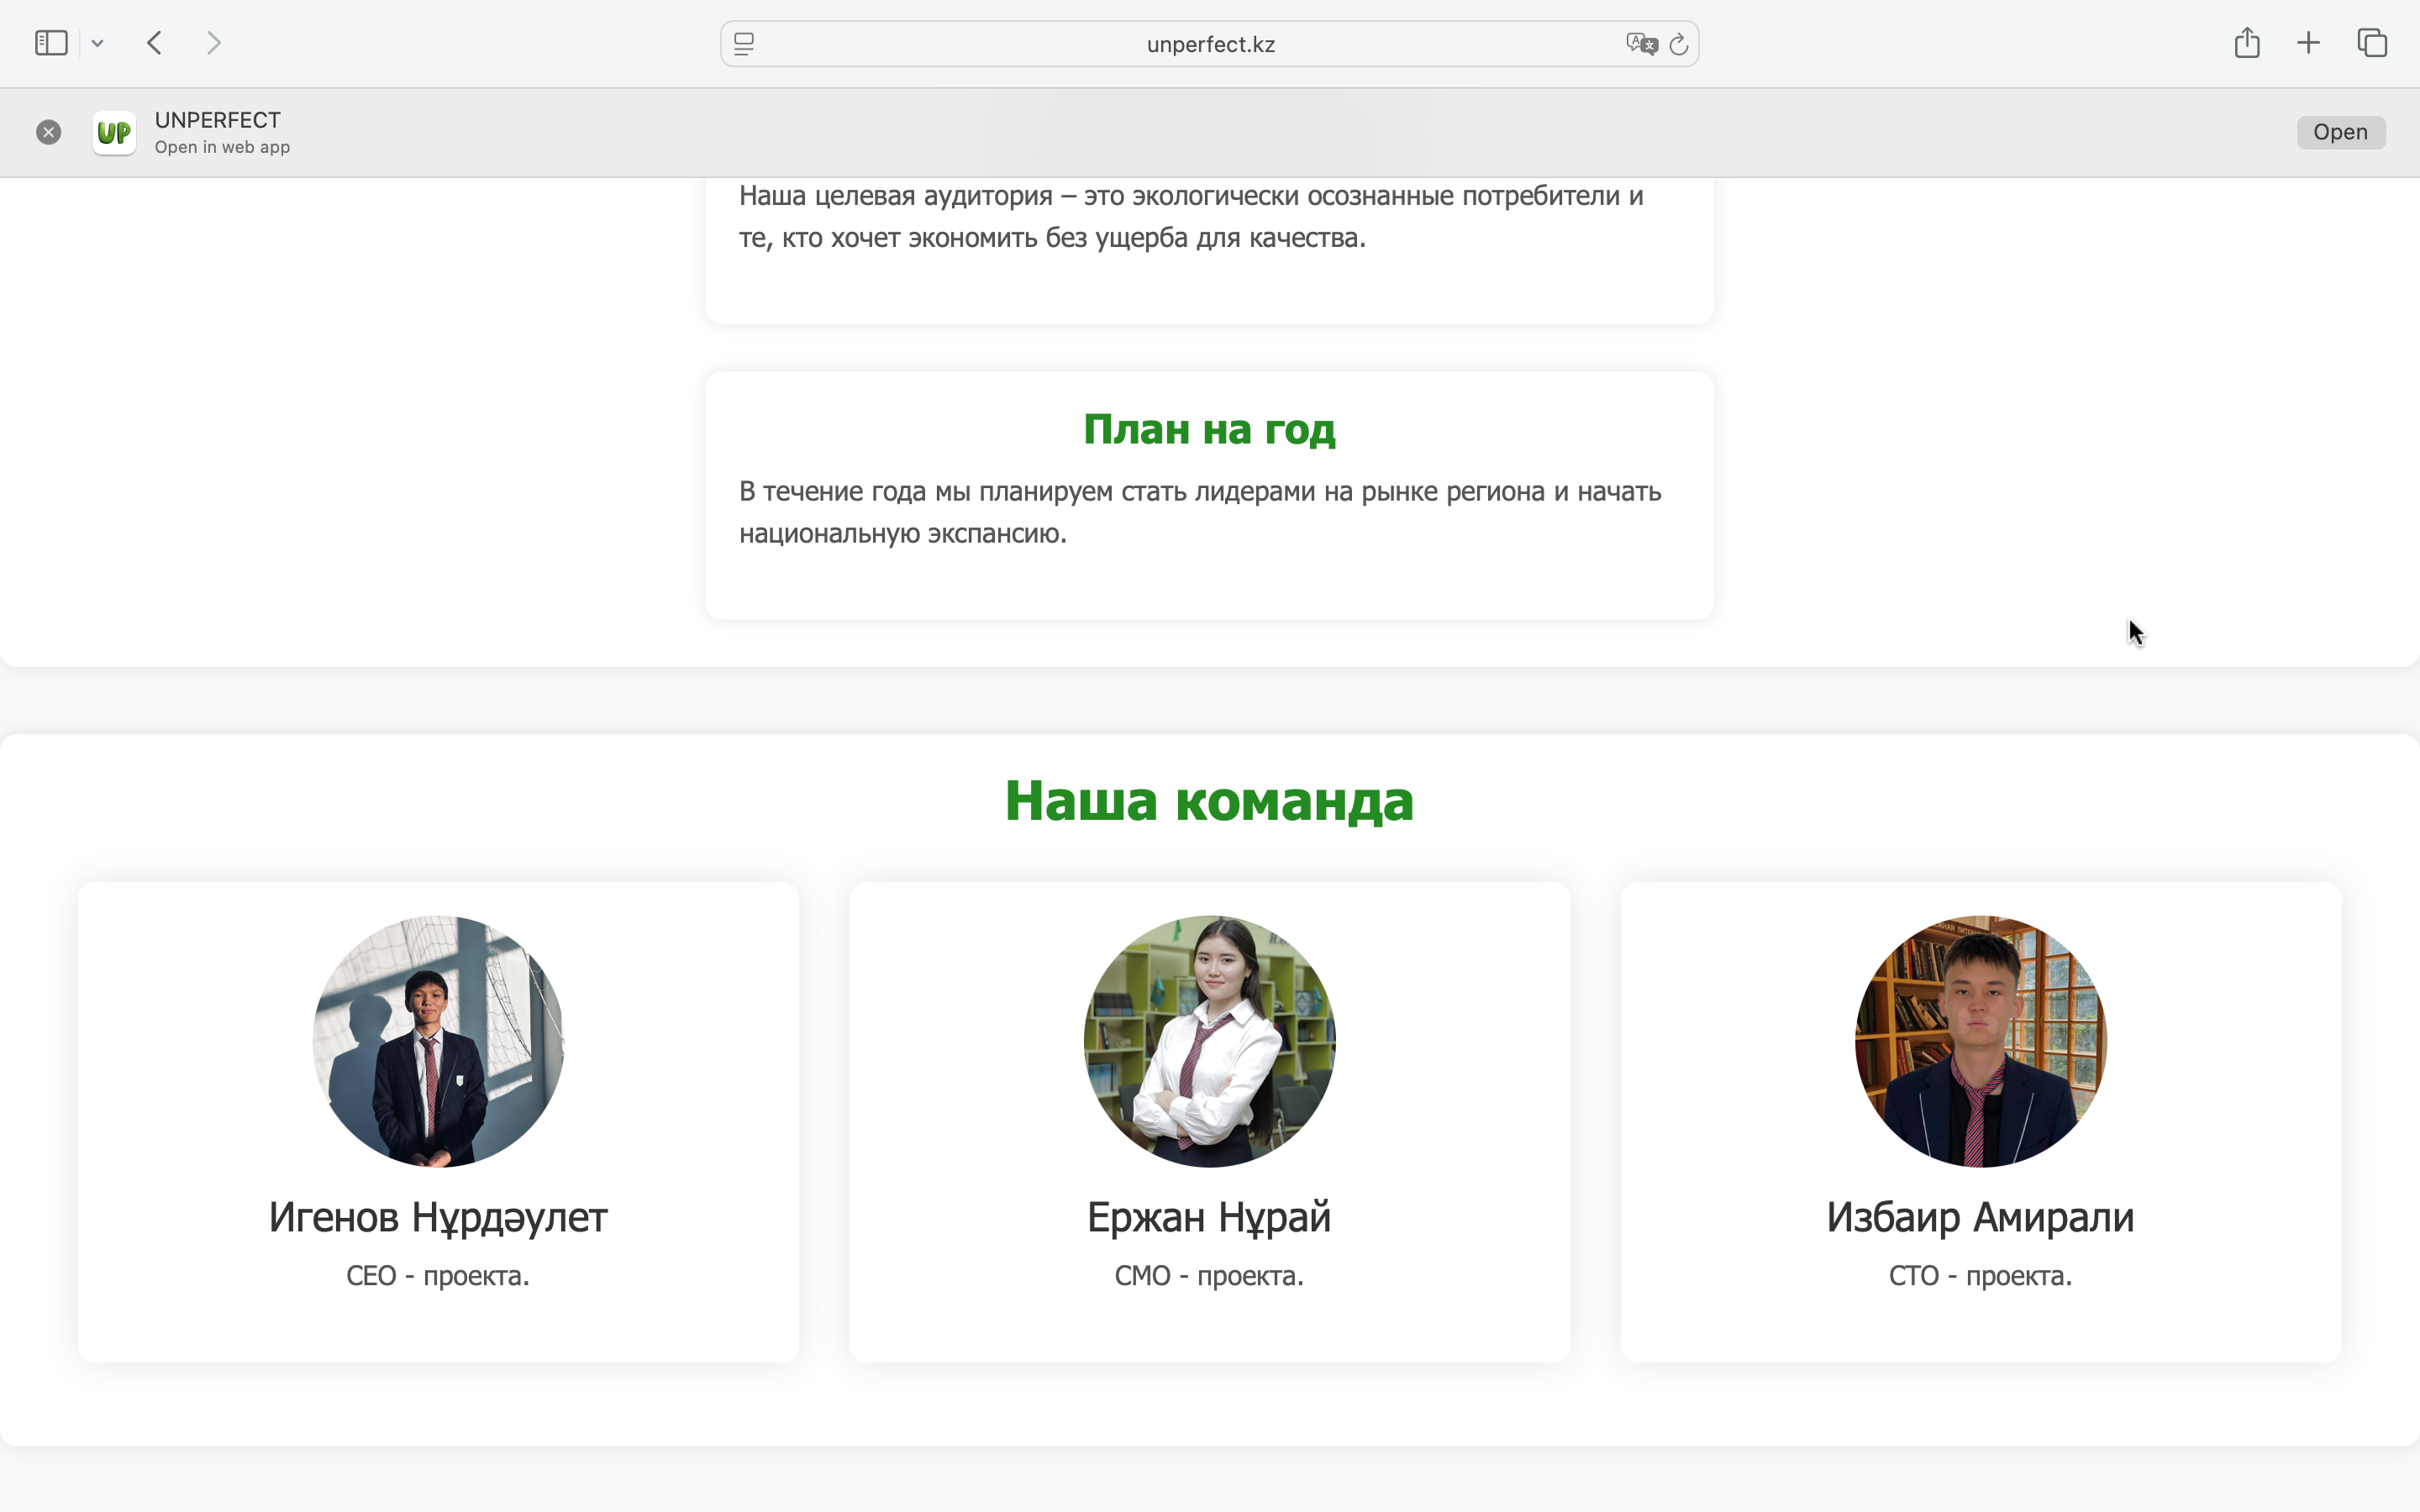 unperfect.kz
UP
UNPERFECT
Open in web app
Open
Наша целевая аудитория – это экологически осознанные потребители и
те, кто хочет экономить без ущерба для качества.
План на год
В течение года мы планируем стать лидерами на рынке региона и начать
национальную экспансию.
Наша команда
Игенов Нұрдәулет
CEO - проекта.
Ержан Нұрай
CMO - проекта.
Избаир Амирали
CTO - проекта.